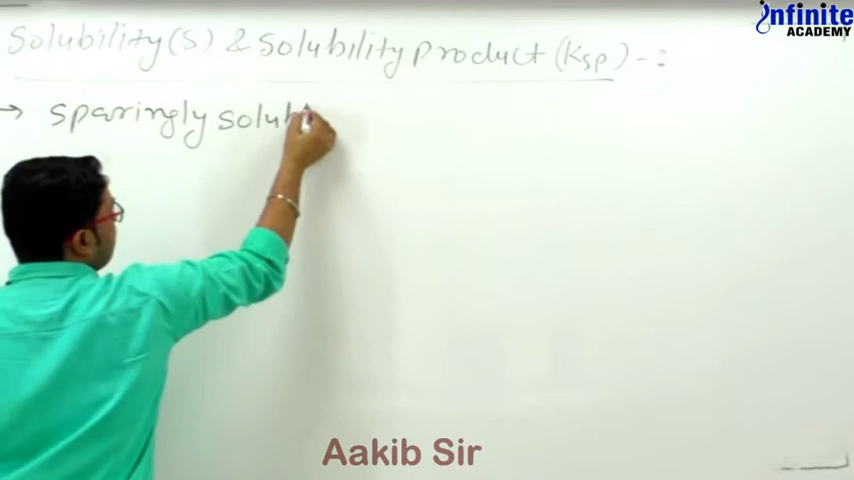 infinite
ACADEMY
Solubility (S) & Solubility Product (Ksp) -:
→ Sparingly Solub
Aakib Sir